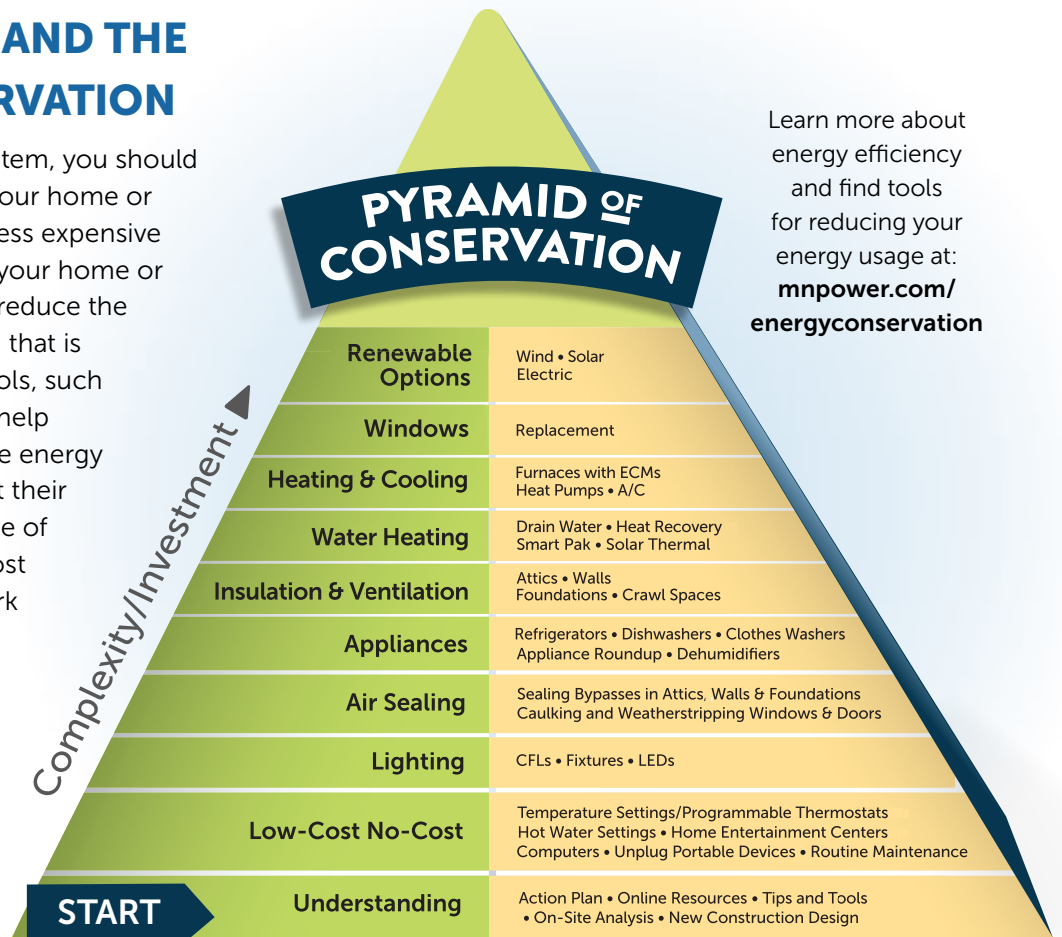 AND THE
RVATION
tem, you should
our home or
ess expensive
your home or
reduce the
that is
ols, such
help
e energy
t their
e of
ost
rk
PYRAMID OF
CONSERVATION
Learn more about
energy efficiency
and find tools
for reducing your
energy usage at:
mnpower.com/
energyconservation
Complexity/Investment
Renewable
Options
Wind • Solar
Electric
Windows
Replacement
Heating & Cooling
Furnaces with ECMs
Heat Pumps • A/C
Water Heating
Drain Water • Heat Recovery
Smart Pak • Solar Thermal
Insulation & Ventilation
Attics • Walls
Foundations • Crawl Spaces
Appliances
Refrigerators • Dishwashers • Clothes Washers
Appliance Roundup • Dehumidifiers
Air Sealing
Sealing Bypasses in Attics, Walls & Foundations
Caulking and Weatherstripping Windows & Doors
Lighting
CFLs • Fixtures • LEDs
Low-Cost No-Cost
Temperature Settings/Programmable Thermostats
Hot Water Settings • Home Entertainment Centers
Computers • Unplug Portable Devices • Routine Maintenance
START
Understanding
Action Plan • Online Resources • Tips and Tools
• On-Site Analysis • New Construction Design